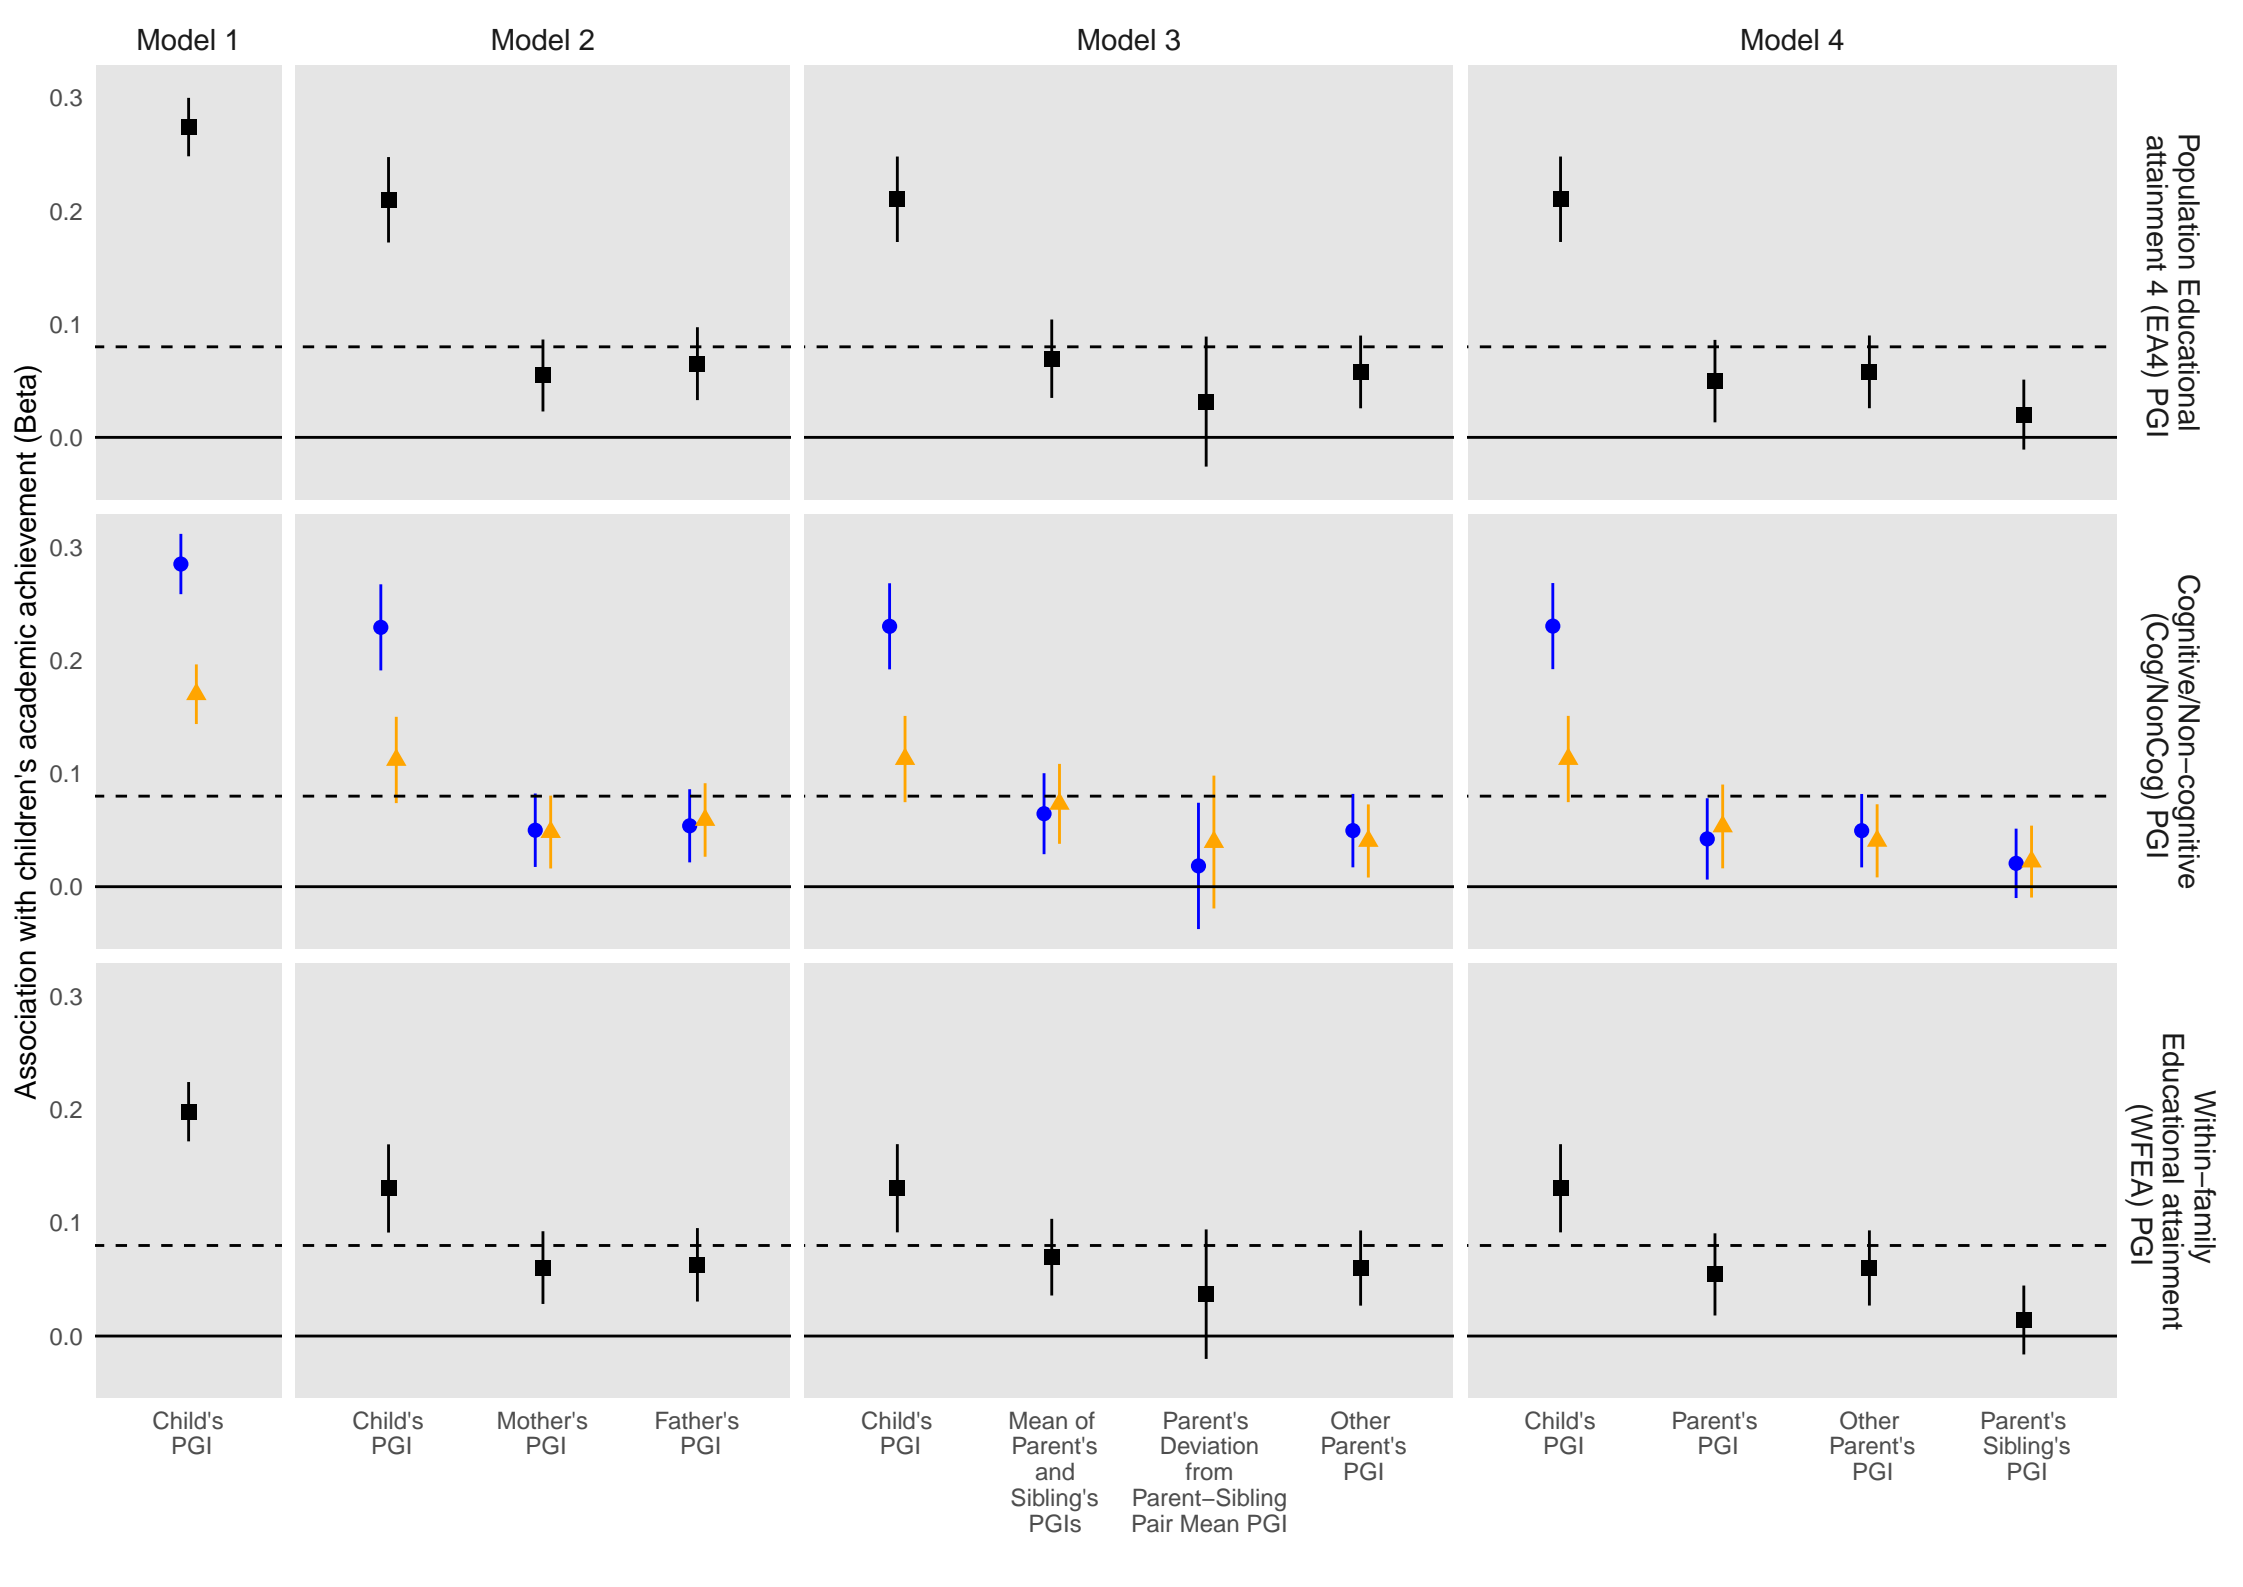 Model 1
Model 2
Model 3
Model 4
Association with children's academic achievement (Beta)
0.3
0.2
0.1
0.0
Population Educational
attainment 4 (EA4) PGI
0.3
0.2
0.1
0.0
Cognitive/Non−cognitive
(Cog/NonCog) PGI
0.3
0.2
0.1
0.0
Within−family
Educational attainment
(WFEA) PGI
Child's
PGI
Child's
PGI
Mother's
PGI
Father's
PGI
Child's
PGI
Mean of
Parent's
and
Sibling's
PGIs
Parent's
Deviation
from
Parent−Sibling
Pair Mean PGI
Other
Parent's
PGI
Child's
PGI
Parent's
PGI
Other
Parent's
PGI
Parent's
Sibling's
PGI